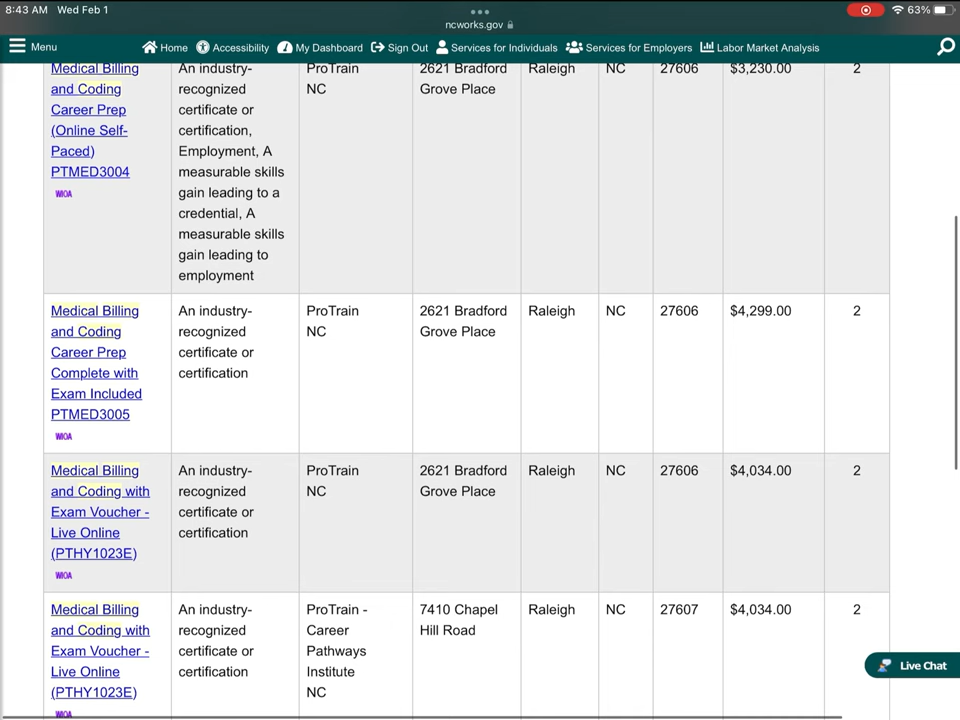 8:43 AM Wed Feb 1
63%
ncworks.gov
Menu Home Accessibility My Dashboard Sign Out Services for Individuals Services for Employers Labor Market Analysis
Medical Billing
and Coding
Career Prep
(Online Self-
Paced)
PTMED3004
WIOA
An industry-
recognized
certificate or
certification,
Employment, A
measurable skills
gain leading to a
credential, A
measurable skills
gain leading to
employment
ProTrain
NC
2621 Bradford
Grove Place
Raleigh
NC
27606
$3,230.00
2
Medical Billing
and Coding
Career Prep
Complete with
Exam Included
PTMED3005
WIOA
An industry-
recognized
certificate or
certification
ProTrain
NC
2621 Bradford
Grove Place
Raleigh
NC
27606
$4,299.00
2
Medical Billing
and Coding with
Exam Voucher -
Live Online
(PTHY1023E)
WIOA
An industry-
recognized
certificate or
certification
ProTrain
NC
2621 Bradford
Grove Place
Raleigh
NC
27606
$4,034.00
2
Medical Billing
and Coding with
Exam Voucher -
Live Online
(PTHY1023E)
WIOA
An industry-
recognized
certificate or
certification
ProTrain -
Career
Pathways
Institute
NC
7410 Chapel
Hill Road
Raleigh
NC
27607
$4,034.00
2
Live Chat